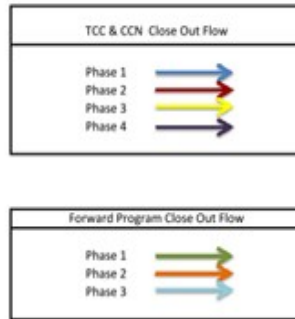 TCC & CCN Close Out Flow
Phase 1
Phase 2
Phase 3
Phase 4
Forward Program Close Out Flow
Phase 1
Phase 2
Phase 3